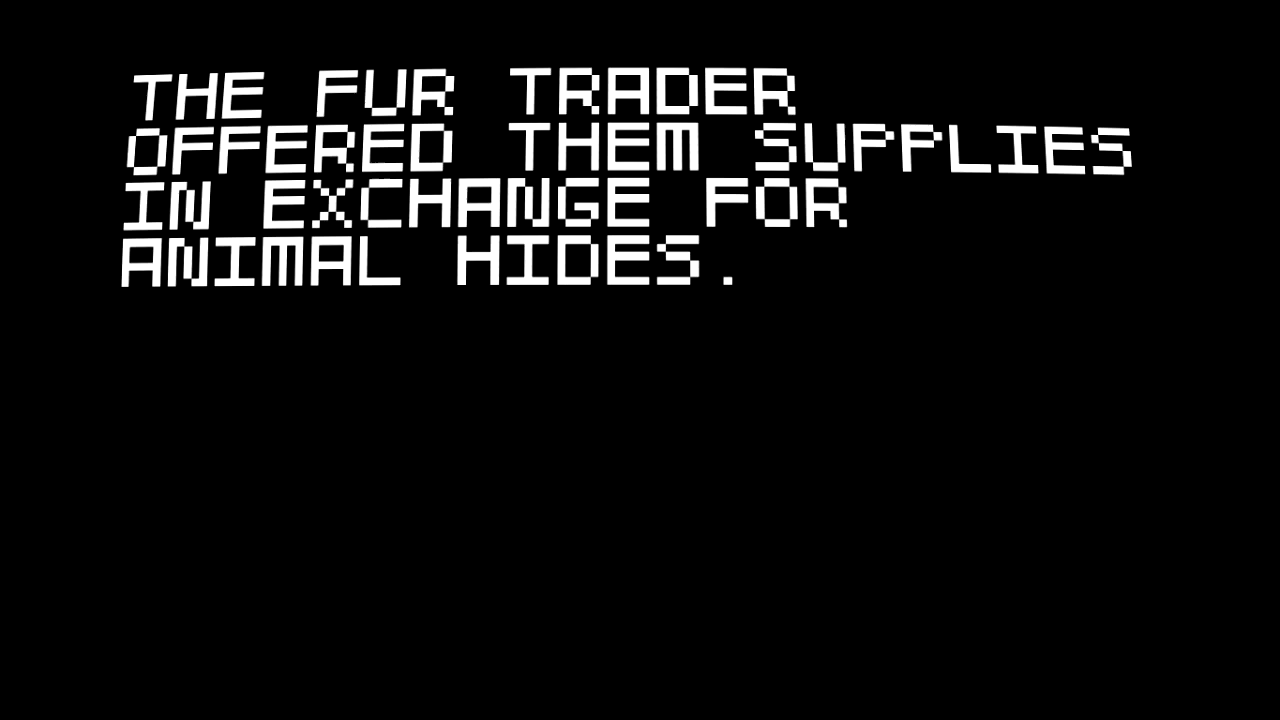 THE FUR TRADER
OFFERED THEM SUPPLIES
IN EXCHANGE FOR
ANIMAL HIDES.